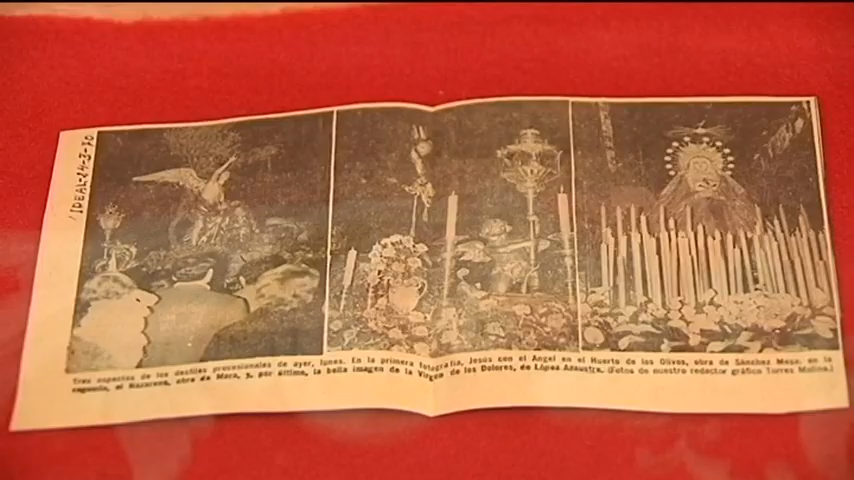 IDEAL-24-3-70
Tres aspectos de los desfiles procesionales de ayer, lunes. En la primera fotografía, Jesús con el Angel en el Huerto de los Olivos, obra de Sánchez Mesa, en la
segunda, el Nazareno, obra de Mora, y, por último, la bella imagen de la Virgen de los Dolores, de López Azaustre. (Fotos de nuestro redactor gráfico Torres Molina.)